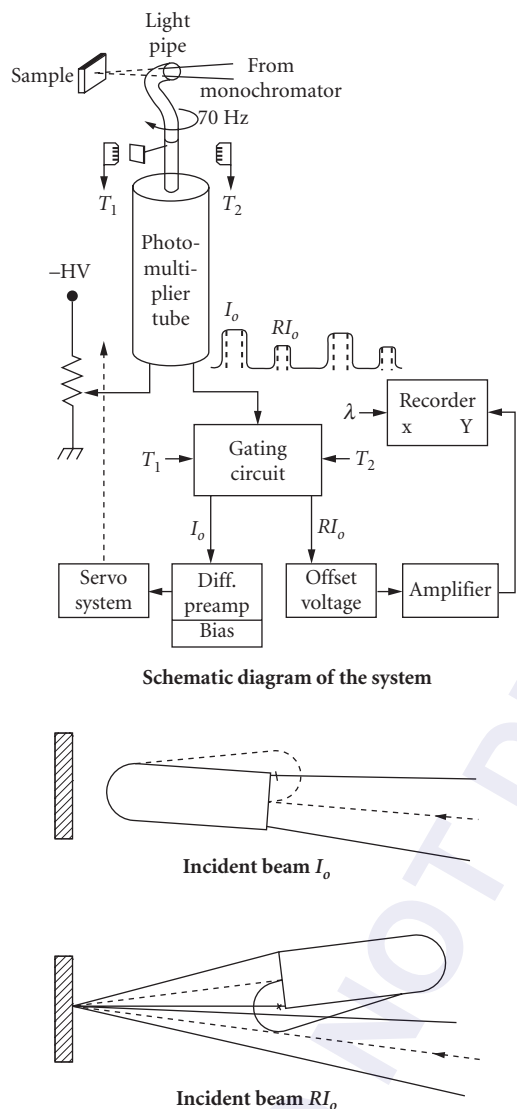 Light
pipe
Sample
From
monochromator
70 Hz
T₁
T₂
Photo-
multi-
plier
tube
–HV
Iₒ
RIₒ
λ
Recorder
x Y
T₁
Gating
circuit
T₂
Iₒ
RIₒ
Servo
system
Diff.
preamp
Bias
Offset
voltage
Amplifier
Schematic diagram of the system
Incident beam Iₒ
Incident beam RIₒ
NOT D